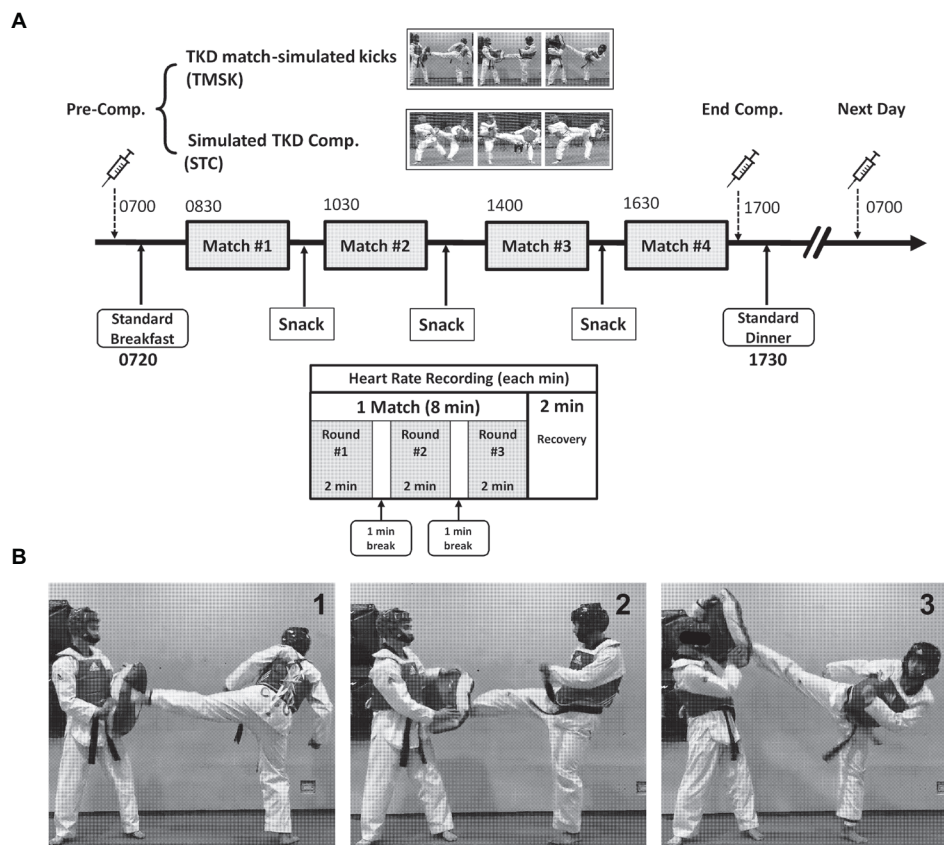 A
TKD match-simulated kicks
(TMSK)
Pre-Comp.
Simulated TKD Comp.
(STC)
End Comp.
Next Day
0700
0830
1030
1400
1630
1700
0700
Match #1
Match #2
Match #3
Match #4
Standard
Breakfast
0720
Snack
Snack
Snack
Standard
Dinner
1730
Heart Rate Recording (each min)
1 Match (8 min)
2 min
Recovery
Round
#1
2 min
Round
#2
2 min
Round
#3
2 min
1 min
break
1 min
break
B
1
2
3